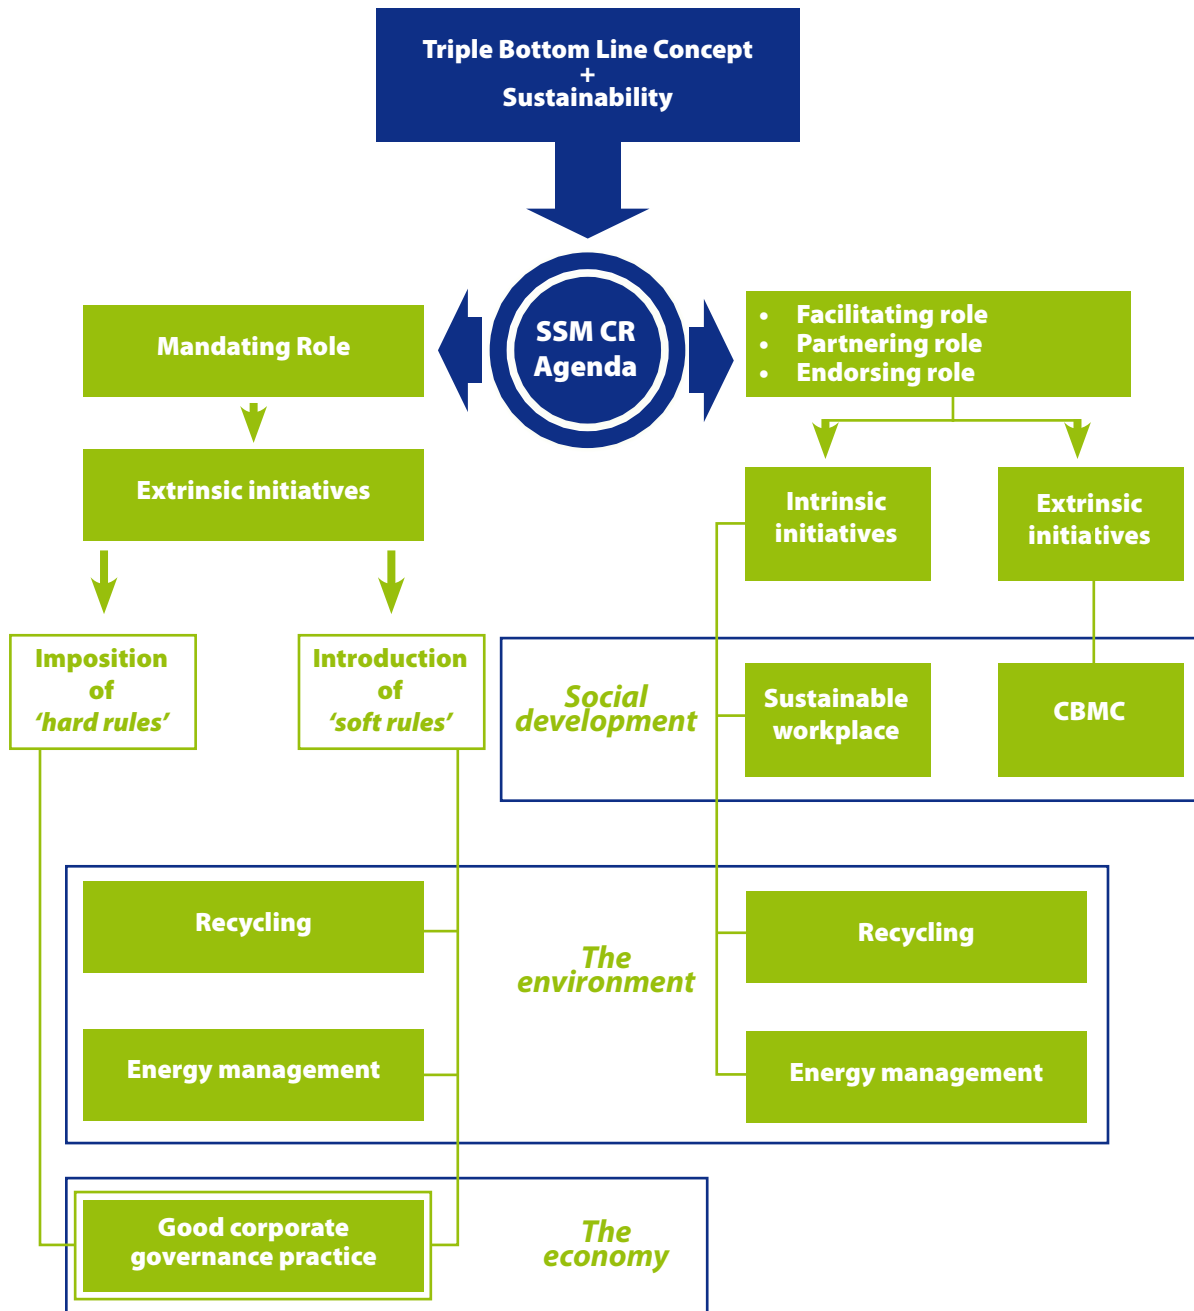 Triple Bottom Line Concept
+
Sustainability
SSM CR
Agenda
Mandating Role
• Facilitating role
• Partnering role
• Endorsing role
Extrinsic initiatives
Intrinsic
initiatives
Extrinsic
initiatives
Imposition
of
‘hard rules’
Introduction
of
‘soft rules’
Social
development
Sustainable
workplace
CBMC
Recycling
The
environment
Recycling
Energy management
Energy management
Good corporate
governance practice
The
economy